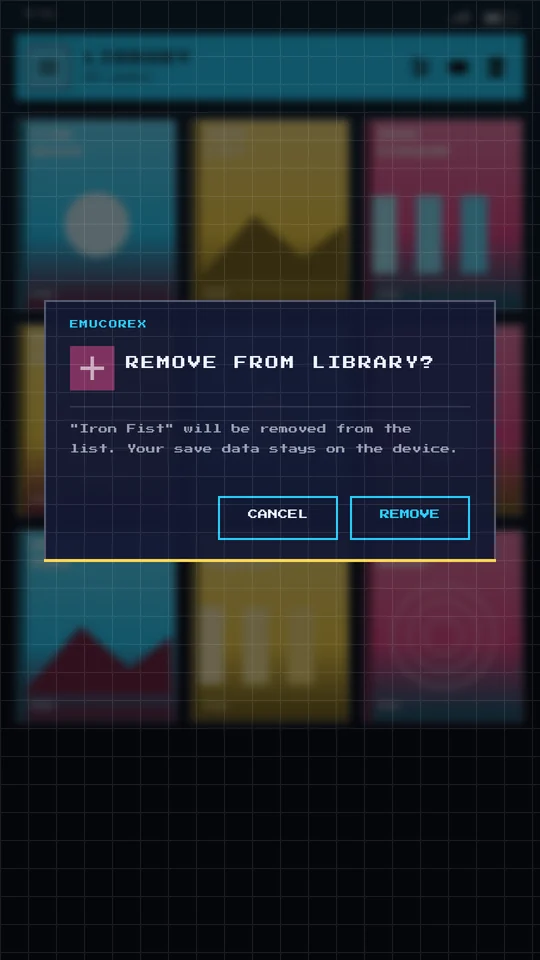 EMUCOREX
REMOVE FROM LIBRARY?
"Iron Fist" will be removed from the
list. Your save data stays on the device.
CANCEL
REMOVE